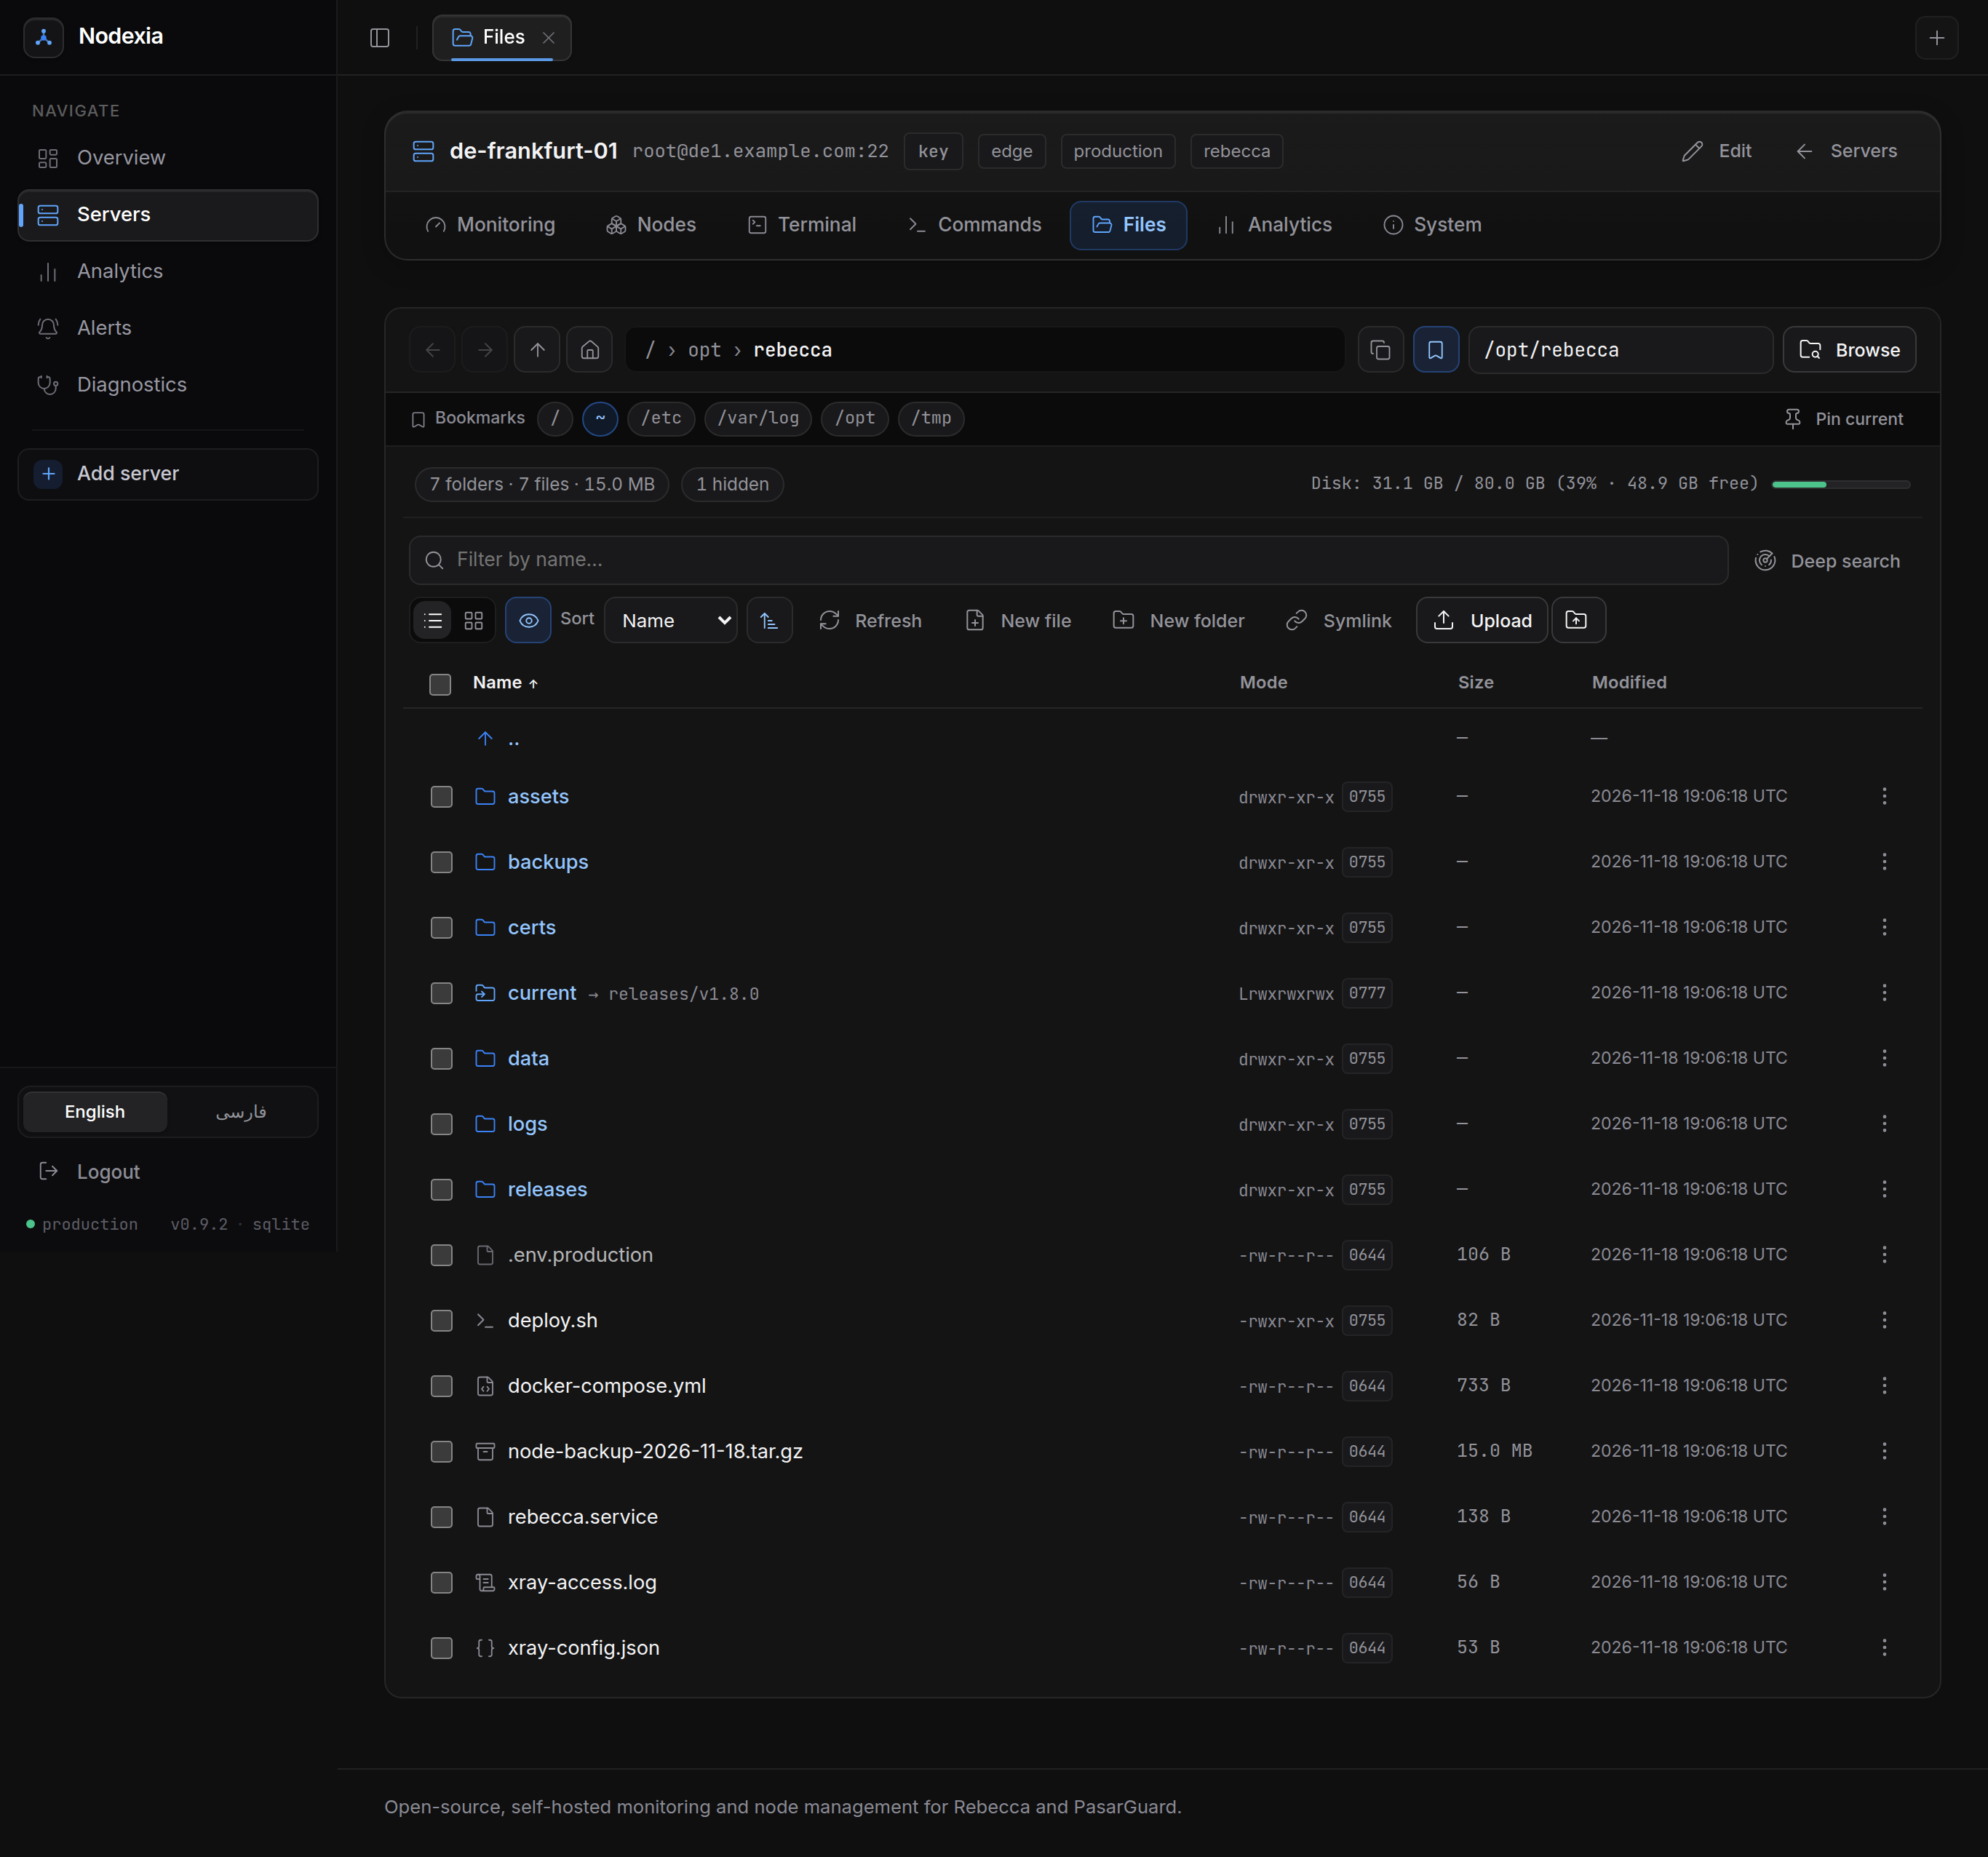 Nodexia
Files
NAVIGATE
Overview
Servers
Analytics
Alerts
Diagnostics
Add server
English
فارسی
Logout
production v0.9.2 · sqlite
de-frankfurt-01 root@de1.example.com:22 key edge production rebecca
Edit Servers
Monitoring Nodes Terminal Commands Files Analytics System
/ › opt › rebecca
/opt/rebecca Browse
Bookmarks / ~ /etc /var/log /opt /tmp Pin current
7 folders · 7 files · 15.0 MB 1 hidden Disk: 31.1 GB / 80.0 GB (39% · 48.9 GB free)
Filter by name... Deep search
Sort Name Refresh New file New folder Symlink Upload
Name ↑ Mode Size Modified
.. — —
assets drwxr-xr-x 0755 — 2026-11-18 19:06:18 UTC
backups drwxr-xr-x 0755 — 2026-11-18 19:06:18 UTC
certs drwxr-xr-x 0755 — 2026-11-18 19:06:18 UTC
current → releases/v1.8.0 Lrwxrwxrwx 0777 — 2026-11-18 19:06:18 UTC
data drwxr-xr-x 0755 — 2026-11-18 19:06:18 UTC
logs drwxr-xr-x 0755 — 2026-11-18 19:06:18 UTC
releases drwxr-xr-x 0755 — 2026-11-18 19:06:18 UTC
.env.production -rw-r--r-- 0644 106 B 2026-11-18 19:06:18 UTC
deploy.sh -rwxr-xr-x 0755 82 B 2026-11-18 19:06:18 UTC
docker-compose.yml -rw-r--r-- 0644 733 B 2026-11-18 19:06:18 UTC
node-backup-2026-11-18.tar.gz -rw-r--r-- 0644 15.0 MB 2026-11-18 19:06:18 UTC
rebecca.service -rw-r--r-- 0644 138 B 2026-11-18 19:06:18 UTC
xray-access.log -rw-r--r-- 0644 56 B 2026-11-18 19:06:18 UTC
xray-config.json -rw-r--r-- 0644 53 B 2026-11-18 19:06:18 UTC
Open-source, self-hosted monitoring and node management for Rebecca and PasarGuard.